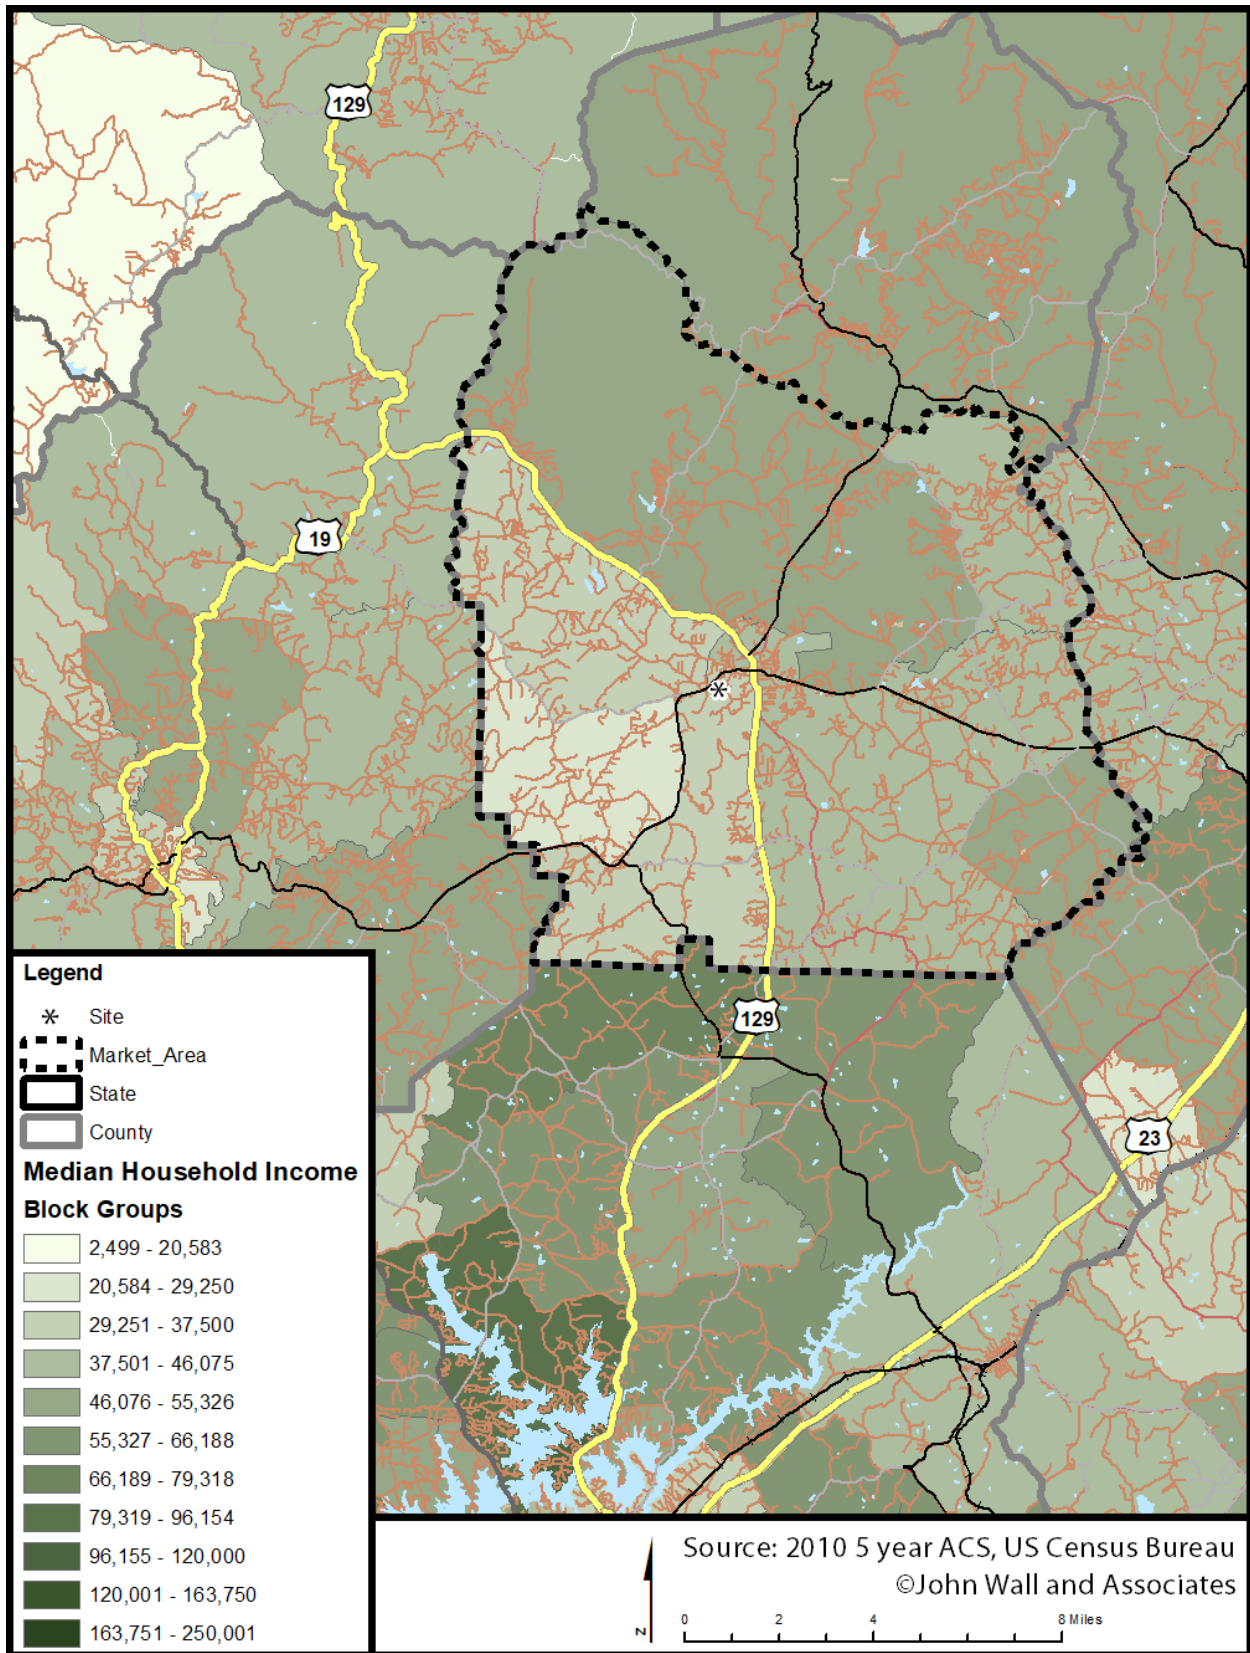 129
19
129
23
Legend
Site
Market_Area
State
County
Median Household Income
Block Groups
2,499 - 20,583
20,584 - 29,250
29,251 - 37,500
37,501 - 46,075
46,076 - 55,326
55,327 - 66,188
66,189 - 79,318
79,319 - 96,154
96,155 - 120,000
120,001 - 163,750
163,751 - 250,001
Source: 2010 5 year ACS, US Census Bureau
©John Wall and Associates
N
0 2 4 8 Miles